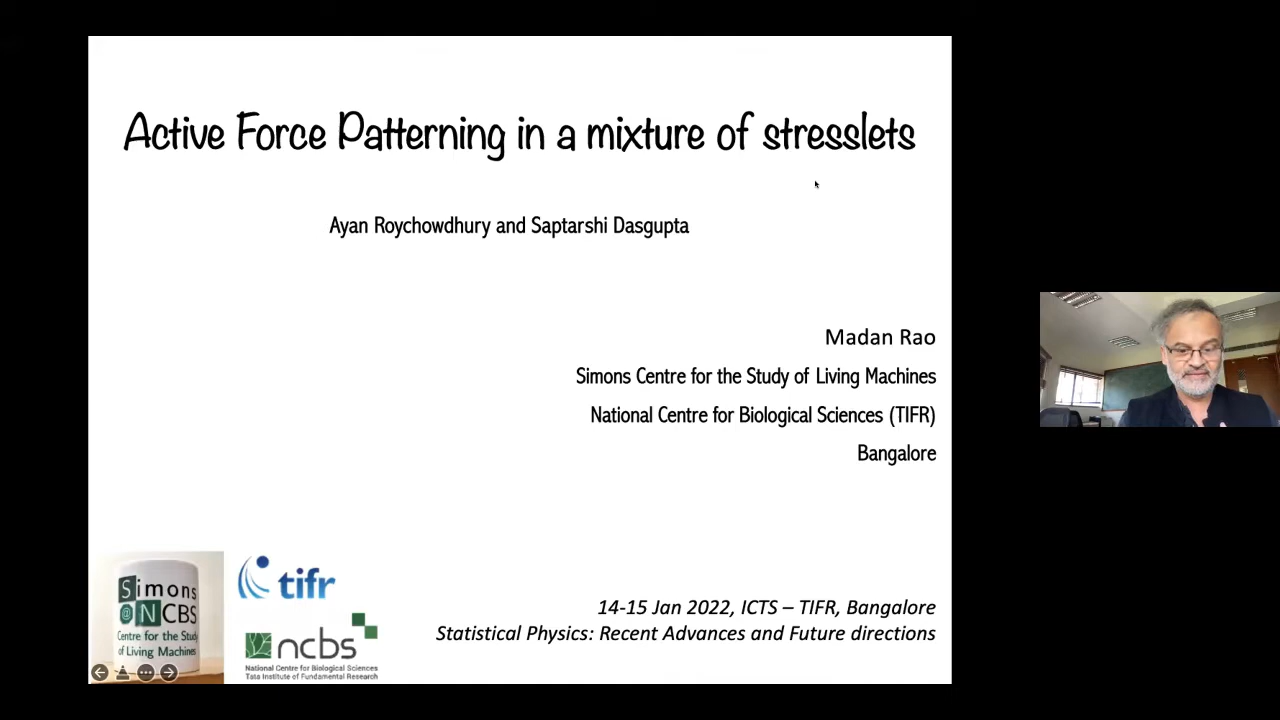 Active Force Patterning in a mixture of stresslets
Ayan Roychowdhury and Saptarshi Dasgupta
Madan Rao
Simons Centre for the Study of Living Machines
National Centre for Biological Sciences (TIFR)
Bangalore
Simons
@NCBS
Centre for the Study
of Living Machines
tifr
ncbs
National Centre for Biological Sciences
Tata Institute of Fundamental Research
14-15 Jan 2022, ICTS – TIFR, Bangalore
Statistical Physics: Recent Advances and Future directions